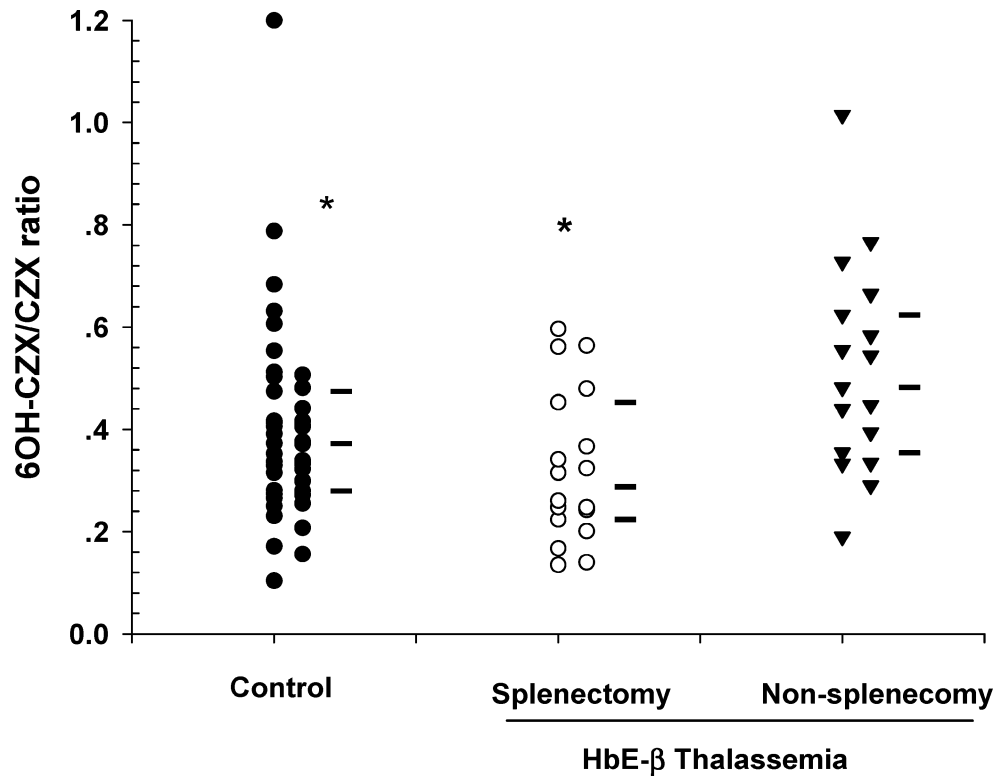 6OH-CZX/CZX ratio
1.2
1.0
.8
.6
.4
.2
0.0
*
*
Control
Splenectomy
Non-splenecomy
HbE-β Thalassemia